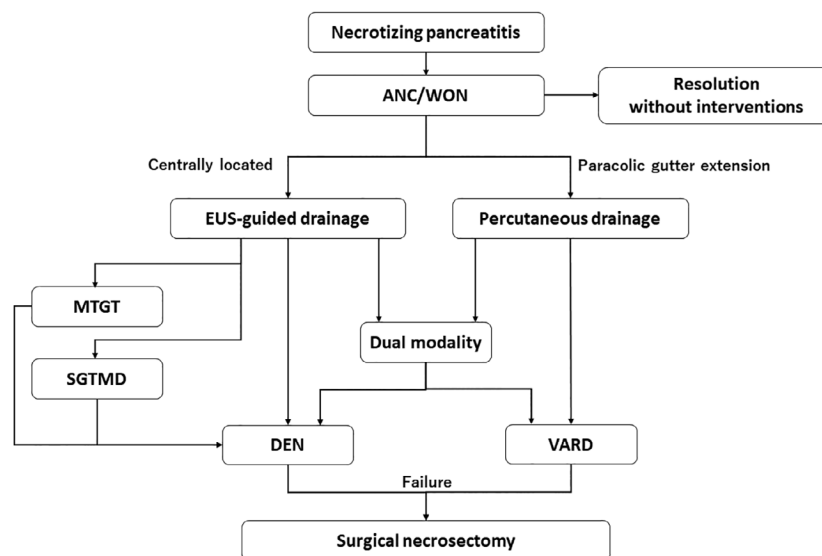 Necrotizing pancreatitis
ANC/WON
Resolution
without interventions
Centrally located
Paracolic gutter extension
EUS-guided drainage
Percutaneous drainage
MTGT
Dual modality
SGTMD
DEN
VARD
Failure
Surgical necrosectomy